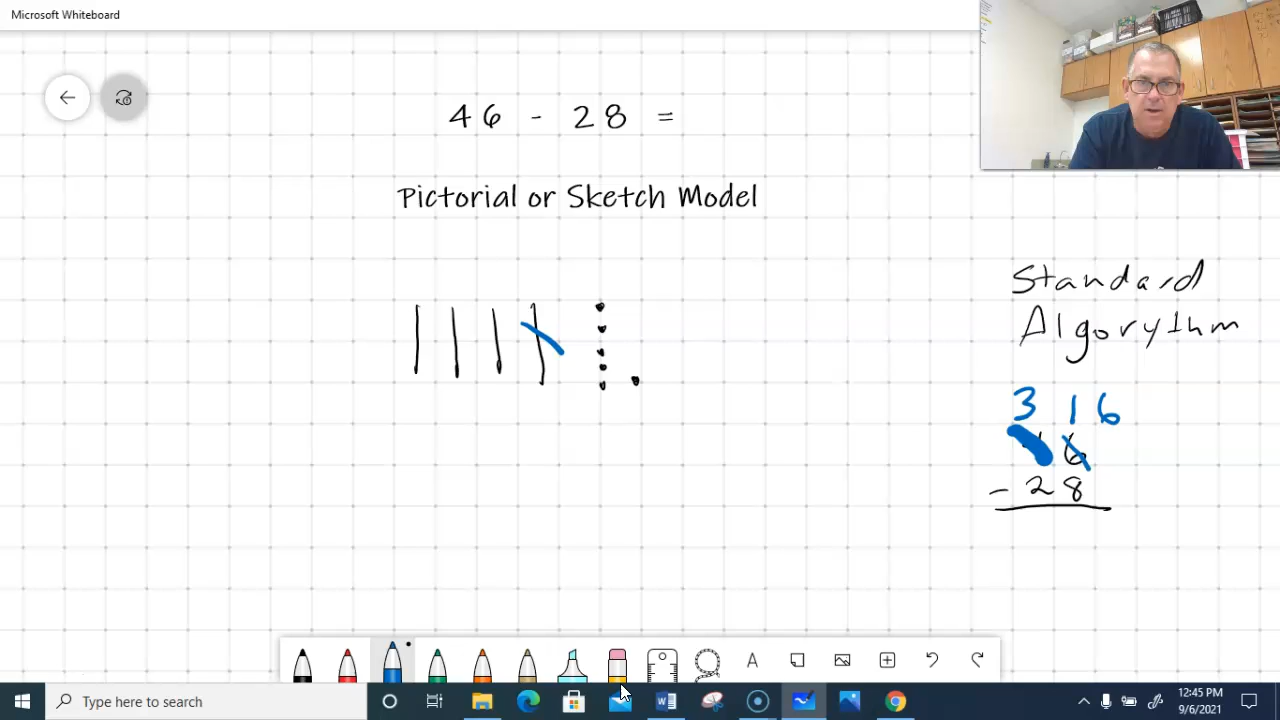 Microsoft Whiteboard
46 - 28 =
Pictorial or Sketch Model
Standard
Algorythm
3 16
6
- 28
A
Type here to search
12:45 PM
9/6/2021